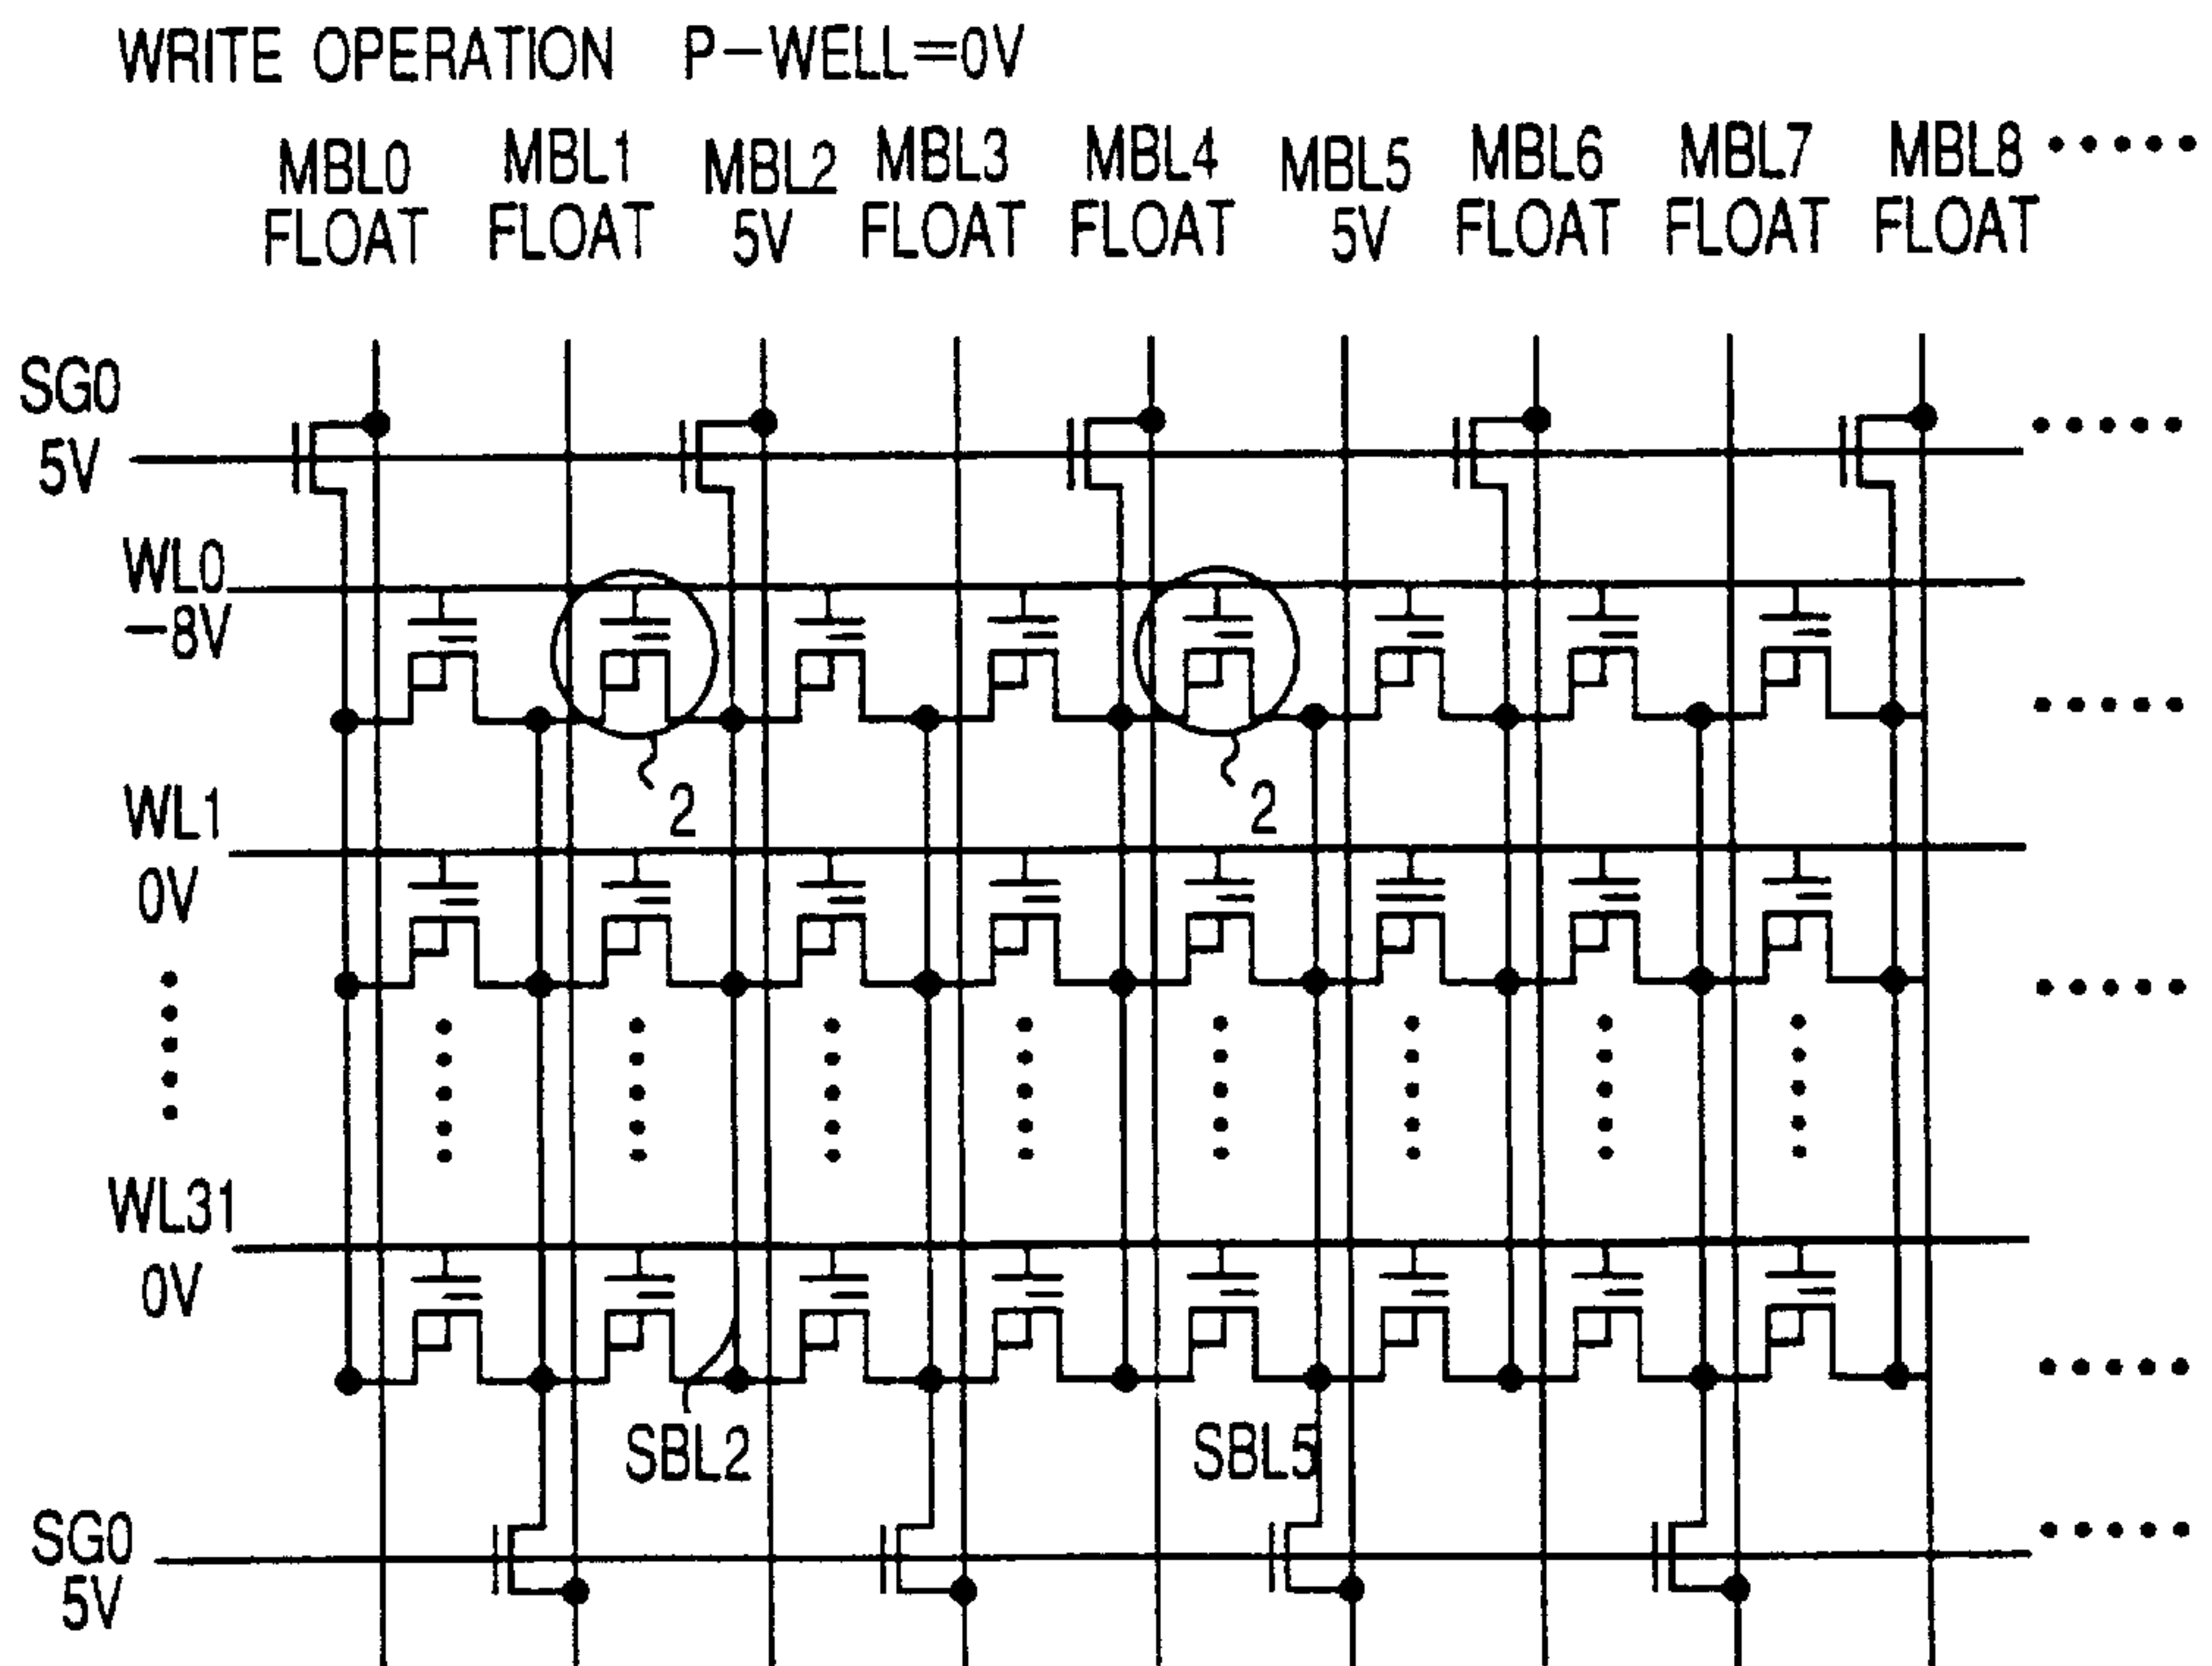 WRITE OPERATION P-WELL=0V
MBL0 MBL1 MBL2 MBL3 MBL4 MBL5 MBL6 MBL7 MBL8
FLOAT FLOAT 5V FLOAT FLOAT 5V FLOAT FLOAT FLOAT
SG0
5V
WL0
-8V
2 2
WL1
0V
WL31
0V
SBL2 SBL5
SG0
5V